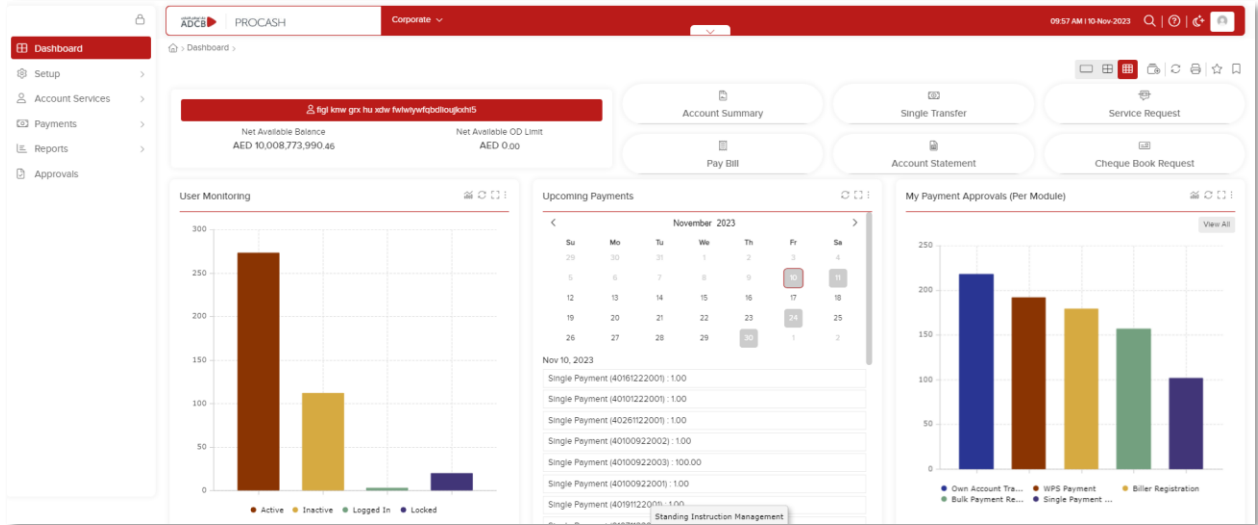 ADCB PROCASH Corporate 09:57 AM | 10-Nov-2023
Dashboard
Setup
Account Services
Payments
Reports
Approvals
> Dashboard >
Net Available Balance
AED 10,008,773,990.46
Net Available OD Limit
AED 0.00
Account Summary
Single Transfer
Service Request
Pay Bill
Account Statement
Cheque Book Request
User Monitoring
300
250
200
150
100
50
0
Active Inactive Logged In Locked
Upcoming Payments
November 2023
Su Mo Tu We Th Fr Sa
29 30 31 1 2 3 4
5 6 7 8 9 10 11
12 13 14 15 16 17 18
19 20 21 22 23 24 25
26 27 28 29 30 1 2
Nov 10, 2023
Single Payment (40161222001) : 1.00
Single Payment (40101222001) : 1.00
Single Payment (40261122001) : 1.00
Single Payment (40100922002) : 1.00
Single Payment (40100922003) : 100.00
Single Payment (40100922001) : 1.00
Single Payment (40191122001) : 1.00
Standing Instruction Management
My Payment Approvals (Per Module)
View All
250
200
150
100
50
0
Own Account Tra... WPS Payment Biller Registration
Bulk Payment Re... Single Payment ...